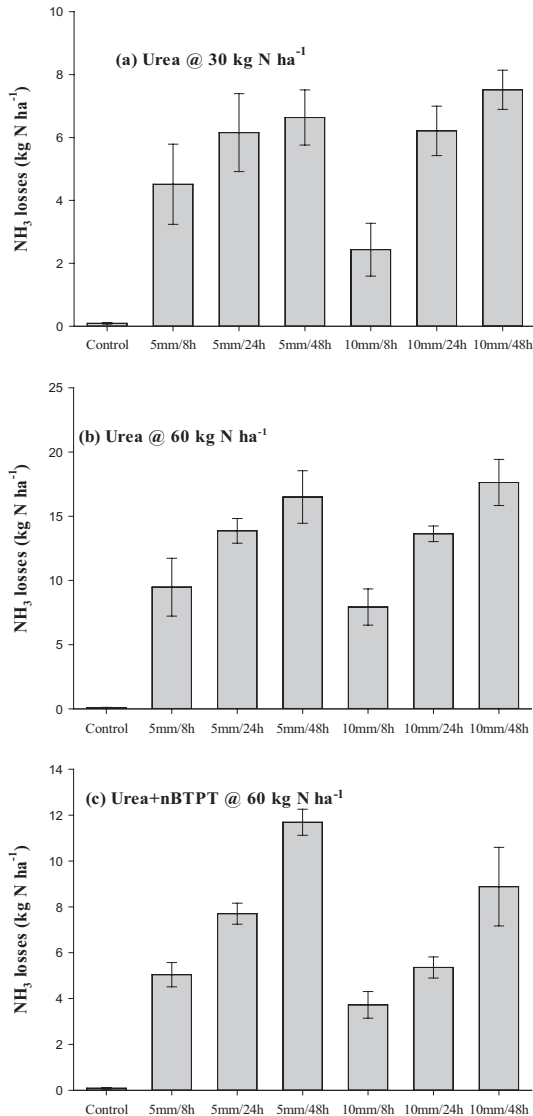 10
(a) Urea @ 30 kg N ha-1
8
6
4
2
0
NH3 losses (kg N ha-1)
Control 5mm/8h 5mm/24h 5mm/48h 10mm/8h 10mm/24h 10mm/48h
25
(b) Urea @ 60 kg N ha-1
20
15
10
5
0
NH3 losses (kg N ha-1)
Control 5mm/8h 5mm/24h 5mm/48h 10mm/8h 10mm/24h 10mm/48h
14
(c) Urea+nBTPT @ 60 kg N ha-1
12
10
8
6
4
2
0
NH3 losses (kg N ha-1)
Control 5mm/8h 5mm/24h 5mm/48h 10mm/8h 10mm/24h 10mm/48h